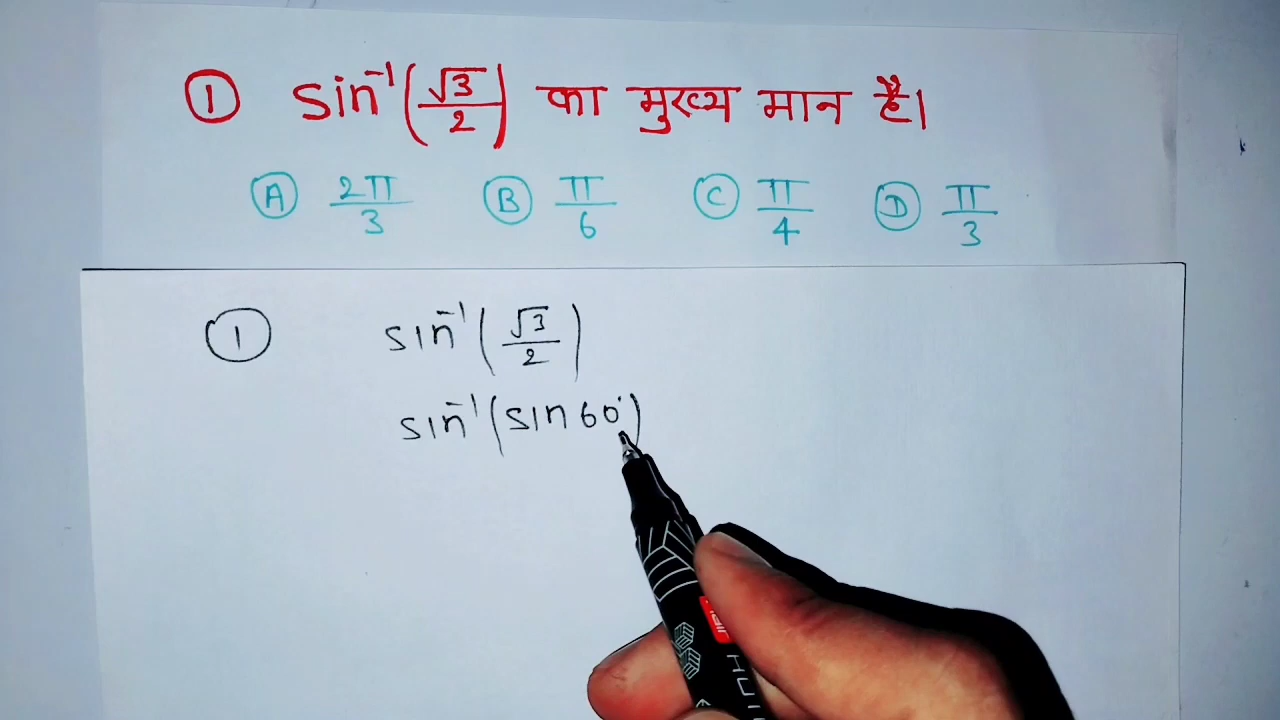 ① sin⁻¹(√3/2) का मुख्य मान है।
Ⓐ 2π/3 Ⓑ π/6 Ⓒ π/4 Ⓓ π/3
① sin⁻¹(√3/2)
sin⁻¹(sin 60°)